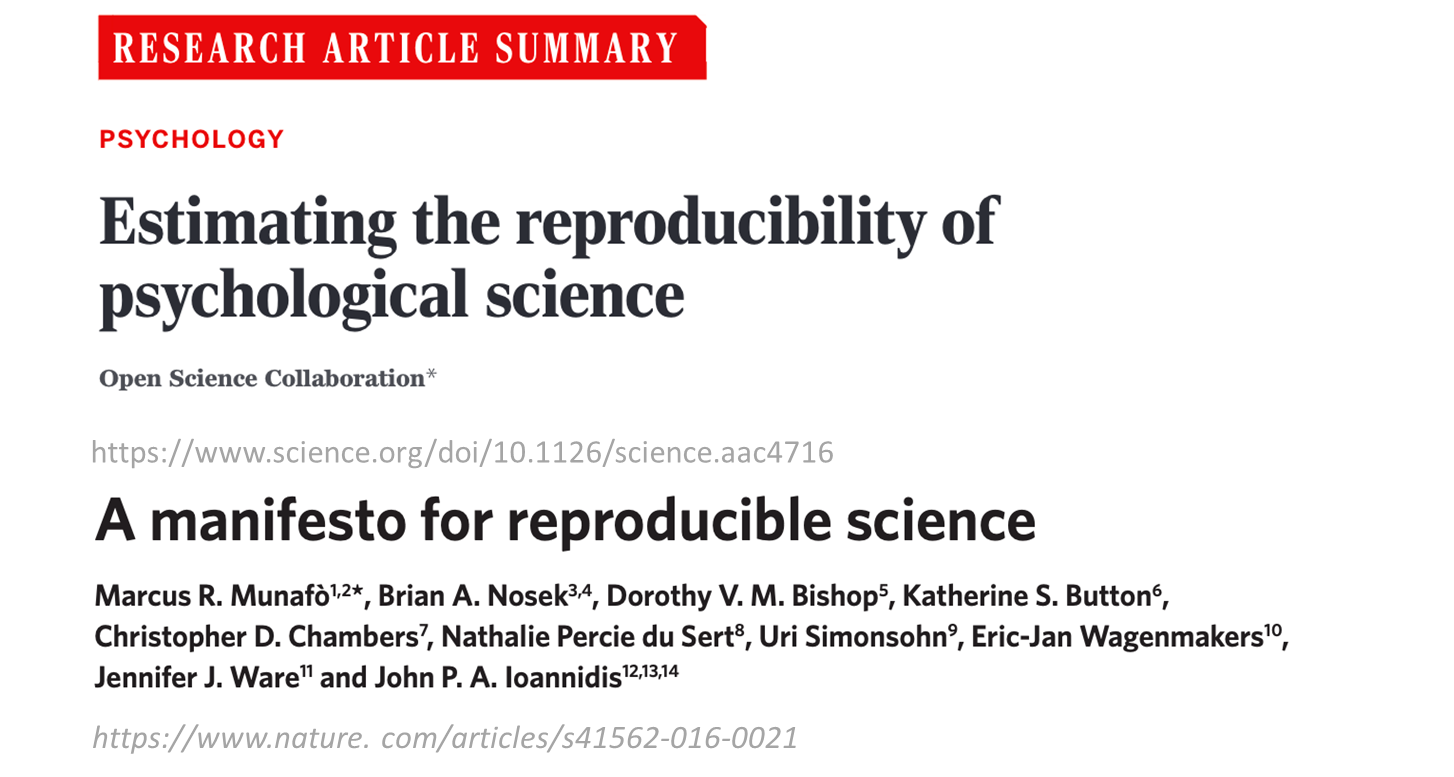 RESEARCH ARTICLE SUMMARY
PSYCHOLOGY
Estimating the reproducibility of
psychological science
Open Science Collaboration*
https://www.science.org/doi/10.1126/science.aac4716
A manifesto for reproducible science
Marcus R. Munafò1,2*, Brian A. Nosek3,4, Dorothy V. M. Bishop5, Katherine S. Button6,
Christopher D. Chambers7, Nathalie Percie du Sert8, Uri Simonsohn9, Eric-Jan Wagenmakers10,
Jennifer J. Ware11 and John P. A. Ioannidis12,13,14
https://www.nature. com/articles/s41562-016-0021